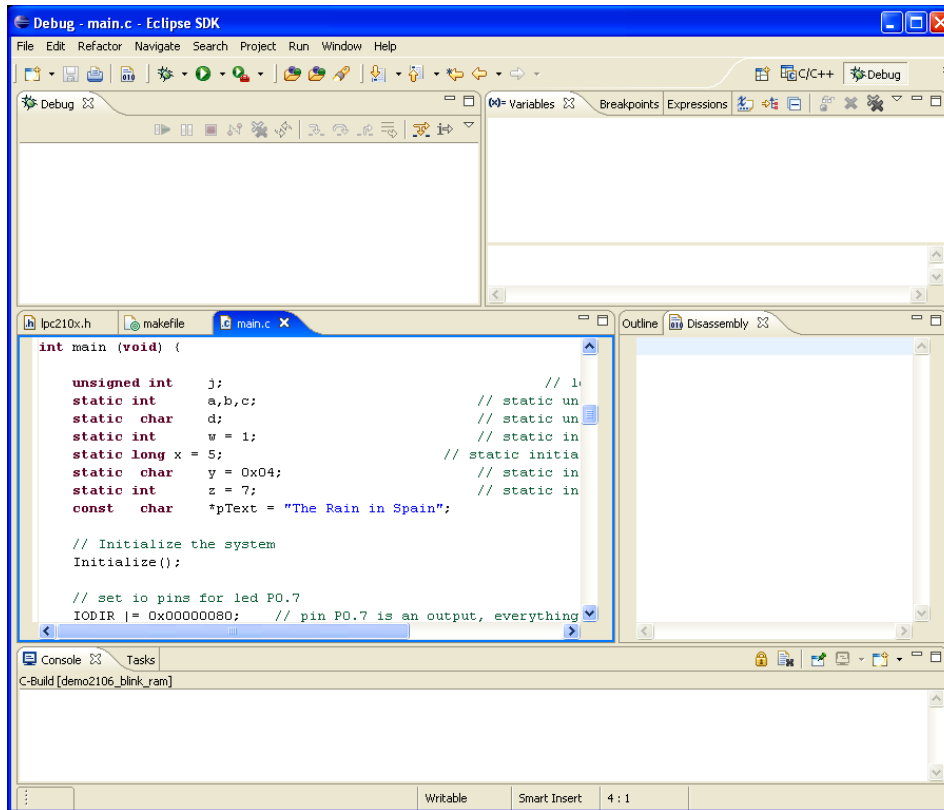 Debug - main.c - Eclipse SDK
File Edit Refactor Navigate Search Project Run Window Help
C/C++ Debug
Debug
(x)= Variables Breakpoints Expressions
lpc210x.h makefile main.c
int main (void) {
unsigned int j; // l
static int a,b,c; // static un
static char d; // static un
static int w = 1; // static in
static long x = 5; // static initia
static char y = 0x04; // static in
static int z = 7; // static in
const char *pText = "The Rain in Spain";
// Initialize the system
Initialize();
// set io pins for led P0.7
IODIR |= 0x00000080; // pin P0.7 is an output, everything
Outline Disassembly
Console Tasks
C-Build [demo2106_blink_ram]
Writable Smart Insert 4 : 1